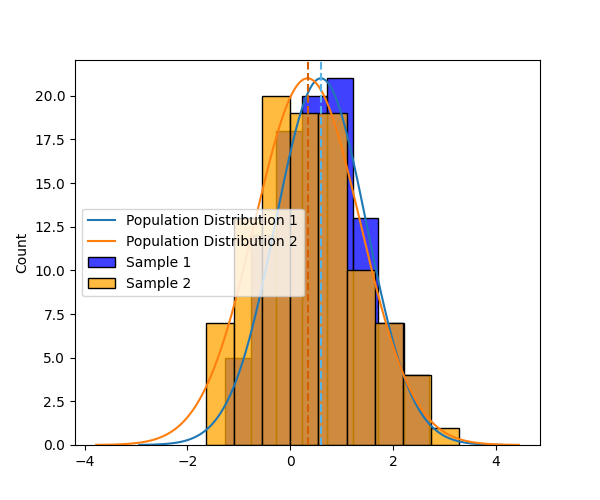 20.0
17.5
15.0
12.5
10.0
7.5
5.0
2.5
0.0
Count
Population Distribution 1
Population Distribution 2
Sample 1
Sample 2
−4 −2 0 2 4